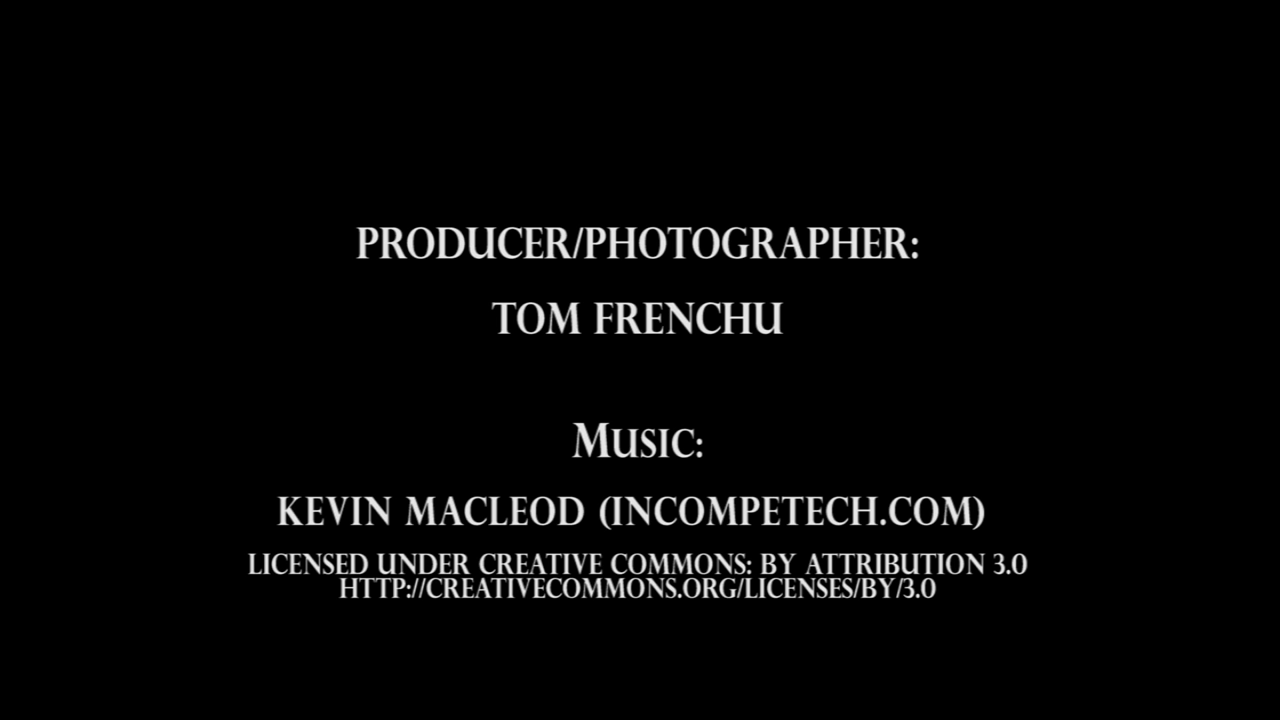 PRODUCER/PHOTOGRAPHER:
TOM FRENCHU
MUSIC:
KEVIN MACLEOD (INCOMPETECH.COM)
LICENSED UNDER CREATIVE COMMONS: BY ATTRIBUTION 3.0
HTTP://CREATIVECOMMONS.ORG/LICENSES/BY/3.0